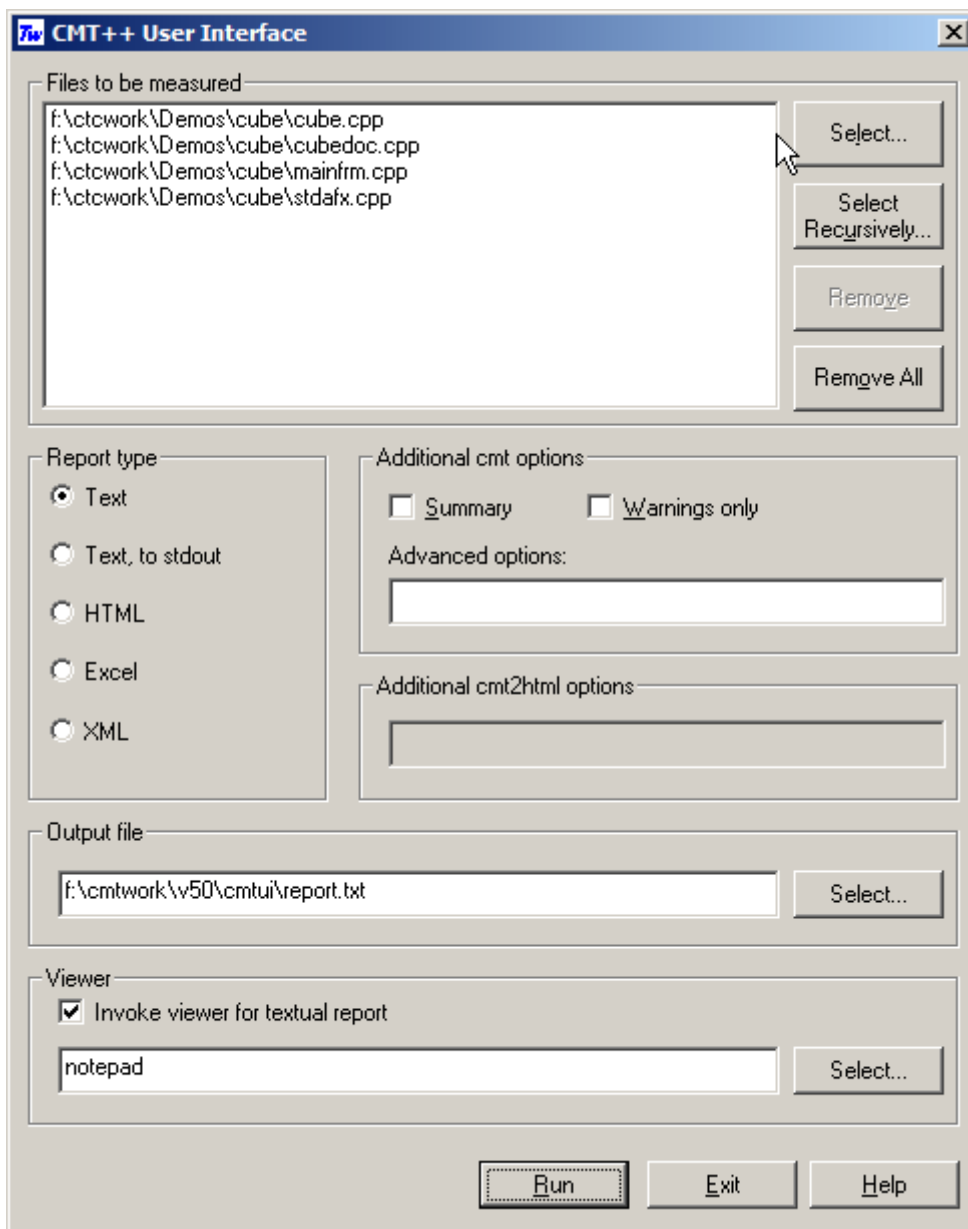 Tw CMT++ User Interface
Files to be measured
f:\ctcwork\Demos\cube\cube.cpp
f:\ctcwork\Demos\cube\cubedoc.cpp
f:\ctcwork\Demos\cube\mainfrm.cpp
f:\ctcwork\Demos\cube\stdafx.cpp
Select...
Select
Recursively...
Remove
Remove All
Report type
Text
Text, to stdout
HTML
Excel
XML
Additional cmt options
Summary
Warnings only
Advanced options:
Additional cmt2html options
Output file
f:\cmtwork\v50\cmtui\report.txt
Select...
Viewer
Invoke viewer for textual report
notepad
Select...
Run
Exit
Help